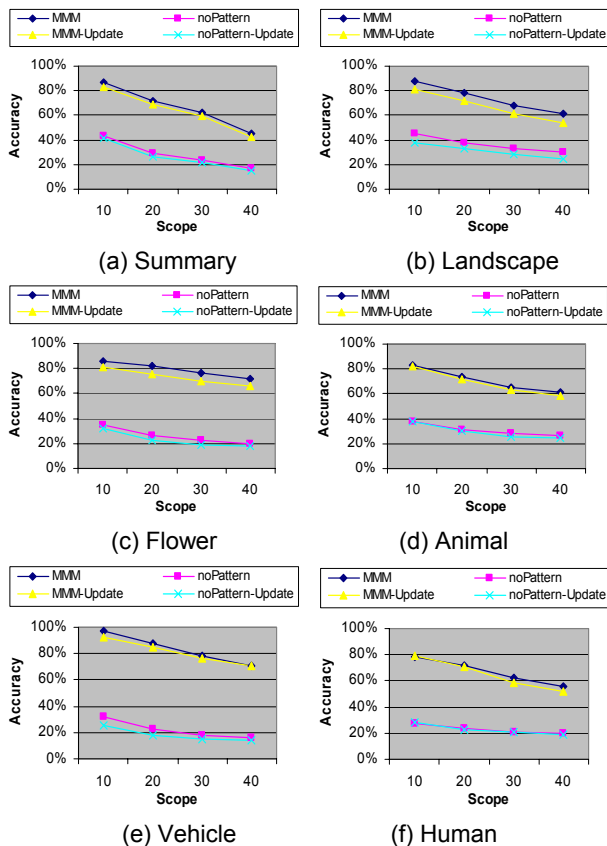 MMM noPattern MMM noPattern
MMM-Update noPattern-Update MMM-Update noPattern-Update
100% 100%
80% 80%
60% 60%
40% 40%
20% 20%
0% 0%
Accuracy Accuracy
10 20 30 40 10 20 30 40
Scope Scope
(a) Summary (b) Landscape
MMM noPattern MMM noPattern
MMM-Update noPattern-Update MMM-Update noPattern-Update
100% 100%
80% 80%
60% 60%
40% 40%
20% 20%
0% 0%
Accuracy Accuracy
10 20 30 40 10 20 30 40
Scope Scope
(c) Flower (d) Animal
MMM noPattern MMM noPattern
MMM-Update noPattern-Update MMM-Update noPattern-Update
100% 100%
80% 80%
60% 60%
40% 40%
20% 20%
0% 0%
Accuracy Accuracy
10 20 30 40 10 20 30 40
Scope Scope
(e) Vehicle (f) Human